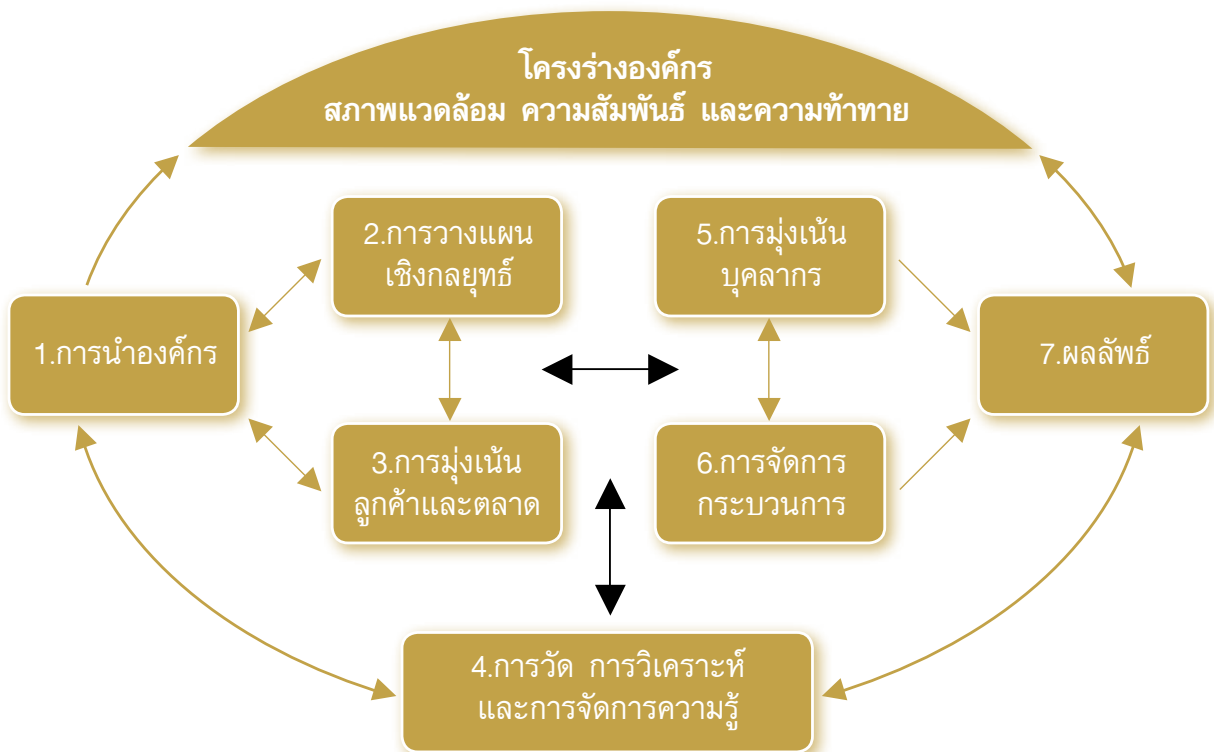 โครงร่างองค์กร
สภาพแวดล้อม ความสัมพันธ์ และความท้าทาย
2.การวางแผน
เชิงกลยุทธ์
5.การมุ่งเน้น
บุคลากร
1.การนำองค์กร
7.ผลลัพธ์
3.การมุ่งเน้น
ลูกค้าและตลาด
6.การจัดการ
กระบวนการ
4.การวัด การวิเคราะห์
และการจัดการความรู้